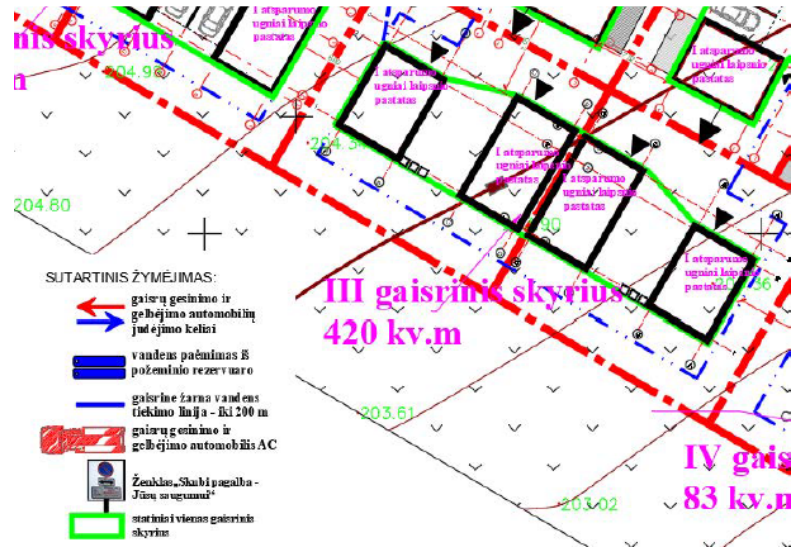 nis skyrius
204.9
204.80
I atsparumo
ugniai laipsnio
pastatas
I atsparumo
ugniai laipsnio
pastatas
I atsparumo
ugniai laipsnio
pastatas
204.34
I atsparumo
ugniai laipsnio
pastatas
I atsparumo
ugniai laipsnio
pastatas
I atsparumo
ugniai laipsnio
pastatas
90
36
III gaisrinis skyrius
420 kv.m
203.61
203.02
IV gais
83 kv.m
SUTARTINIS ŽYMĖJIMAS:
gaisrų gesinimo ir
gelbėjimo automobilių
judėjimo keliai
vandens paėmimas iš
požeminio rezervuaro
gaisrinė žarna vandens
tiekimo linija - iki 200 m
gaisrų gesinimo ir
gelbėjimo automobilis AC
Ženklas„Skubi pagalba -
Jūsų saugumui“
statiniai vienas gaisrinis
skyrius